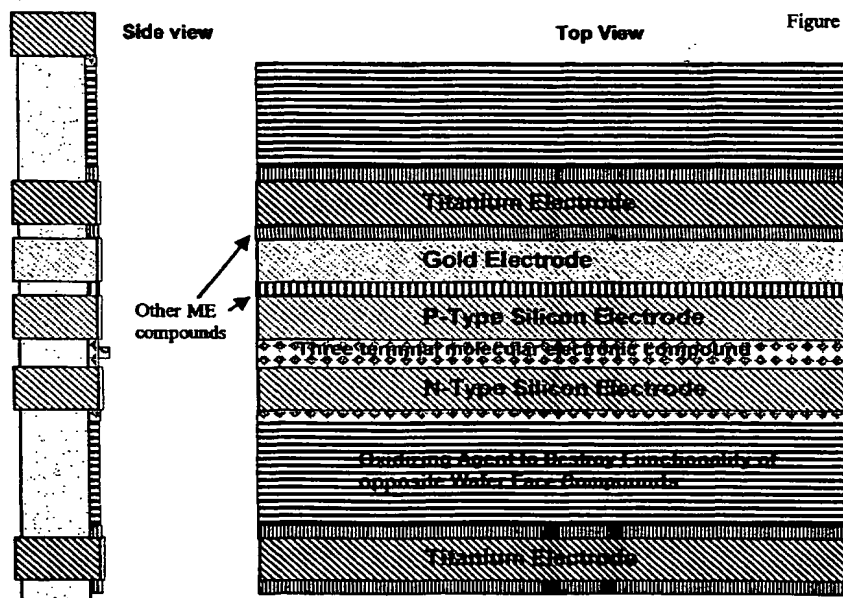 Side view
Top View
Figure
Titanium Electrode
Gold Electrode
Other ME
compounds
P-Type Silicon Electrode
Three terminal molecular electronic compound
N-Type Silicon Electrode
Oxidizing Agent to Destroy Functionality of
opposite Wafer Face Compounds
Titanium Electrode